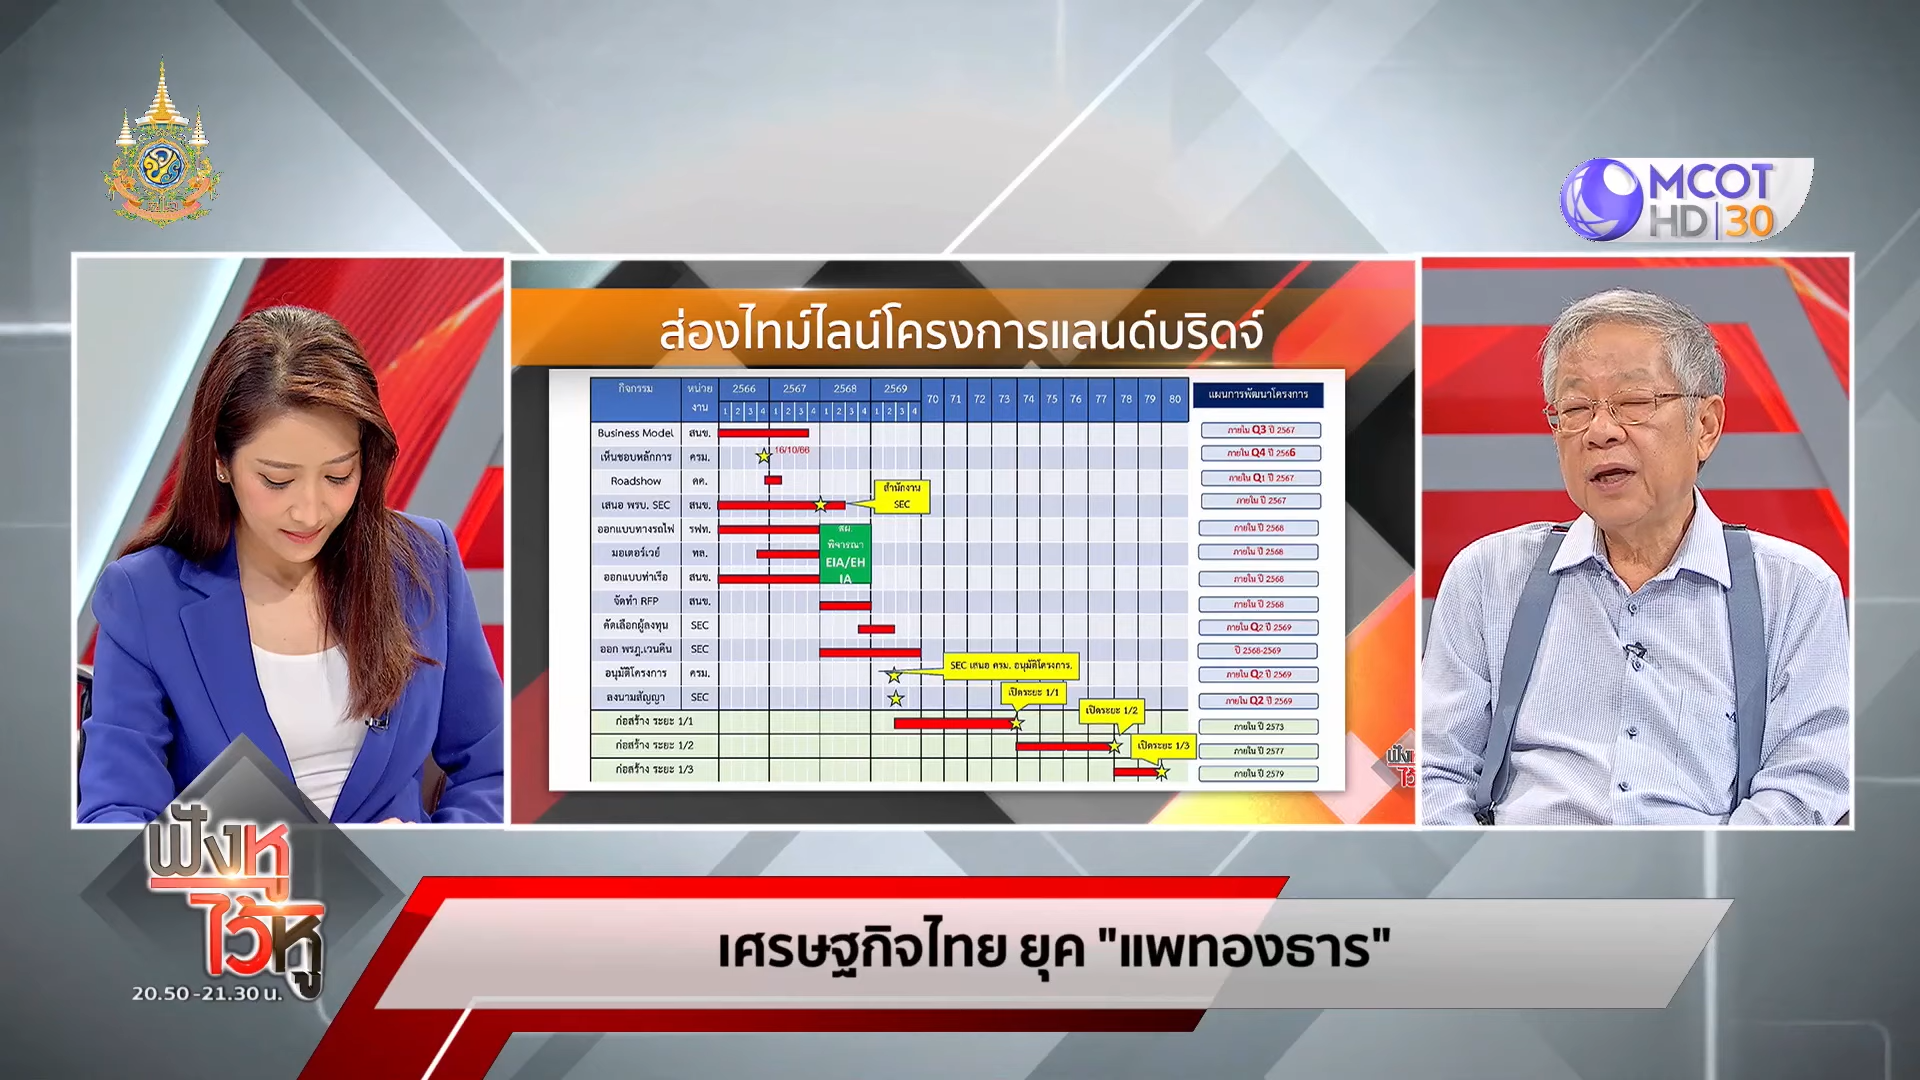 MCOT
HD 30
ส่องไทม์ไลน์โครงการแลนด์บริดจ์
กิจกรรม หน่วยงาน 2566 2567 2568 2569 70 71 72 73 74 75 76 77 78 79 80 แผนการพัฒนาโครงการ
1 2 3 4 1 2 3 4 1 2 3 4 1 2 3 4
Business Model สนข. ภายใน Q3 ปี 2567
เห็นชอบหลักการ ครม. 16/10/66 ภายใน Q4 ปี 2566
Roadshow คค. ภายใน Q1 ปี 2567
เสนอ พรบ. SEC สนข. สำนักงาน SEC ภายใน ปี 2567
ออกแบบทางรถไฟ รฟท. ภายใน ปี 2568
มอเตอร์เวย์ ทล. ภายใน ปี 2568
ออกแบบท่าเรือ สนข. ภายใน ปี 2568
สผ.
พิจารณา
EIA/EH
IA
จัดทำ RFP สนข. ภายใน ปี 2568
คัดเลือกผู้ลงทุน SEC ภายใน Q2 ปี 2569
ออก พรฎ.เวนคืน SEC ปี 2568-2569
อนุมัติโครงการ ครม. SEC เสนอ ครม. อนุมัติโครงการ. ภายใน Q2 ปี 2569
ลงนามสัญญา SEC ภายใน Q2 ปี 2569
ก่อสร้าง ระยะ 1/1 เปิดระยะ 1/1 ภายใน ปี 2573
ก่อสร้าง ระยะ 1/2 เปิดระยะ 1/2 ภายใน ปี 2577
ก่อสร้าง ระยะ 1/3 เปิดระยะ 1/3 ภายใน ปี 2579
ฟังหู
ไว้หู
20.50 -21.30 น.
เศรษฐกิจไทย ยุค "แพทองธาร"